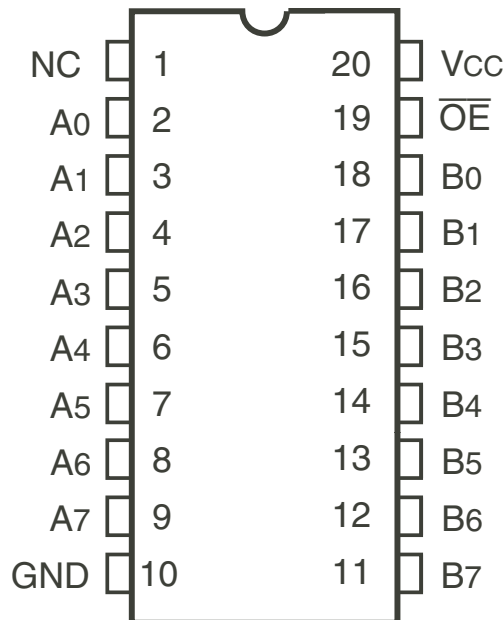 NC 1 20 VCC
A0 2 19 O̅E̅
A1 3 18 B0
A2 4 17 B1
A3 5 16 B2
A4 6 15 B3
A5 7 14 B4
A6 8 13 B5
A7 9 12 B6
GND 10 11 B7